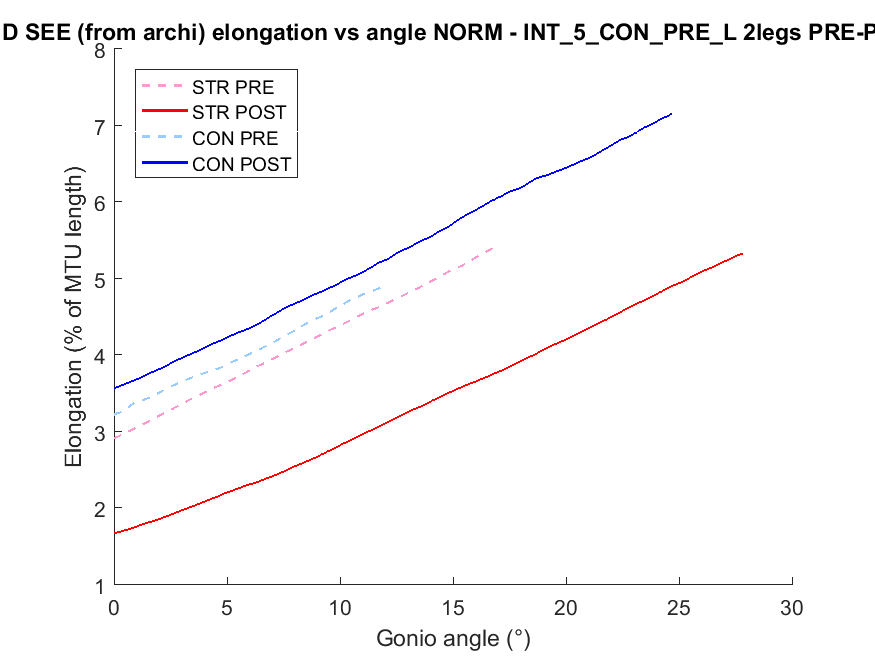 D SEE (from archi) elongation vs angle NORM - INT_5_CON_PRE_L 2legs PRE-P
8
7
6
5
4
3
2
1
Elongation (% of MTU length)
STR PRE
STR POST
CON PRE
CON POST
0
5
10
15
20
25
30
Gonio angle (°)